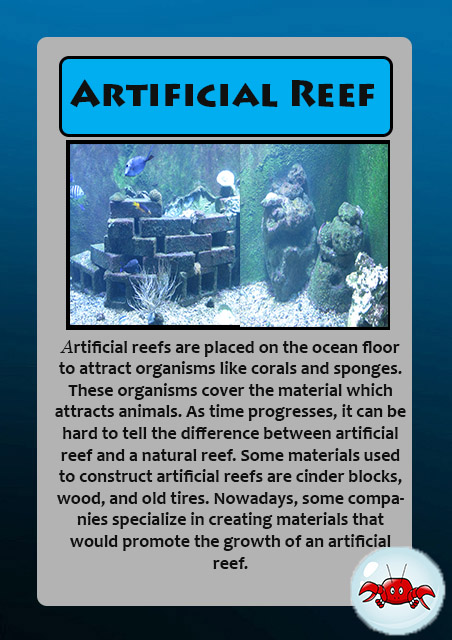 Artificial Reef
Artificial reefs are placed on the ocean floor
to attract organisms like corals and sponges.
These organisms cover the material which
attracts animals. As time progresses, it can be
hard to tell the difference between artificial
reef and a natural reef. Some materials used
to construct artificial reefs are cinder blocks,
wood, and old tires. Nowadays, some compa-
nies specialize in creating materials that
would promote the growth of an artificial
reef.